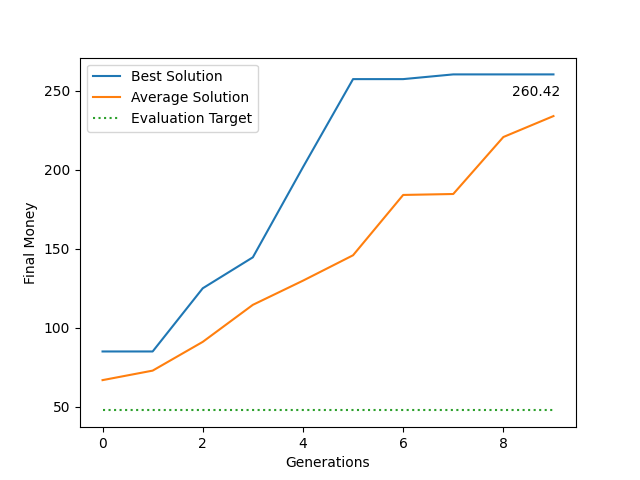 Best Solution
Average Solution
Evaluation Target
260.42
250
200
150
100
50
Final Money
0 2 4 6 8
Generations